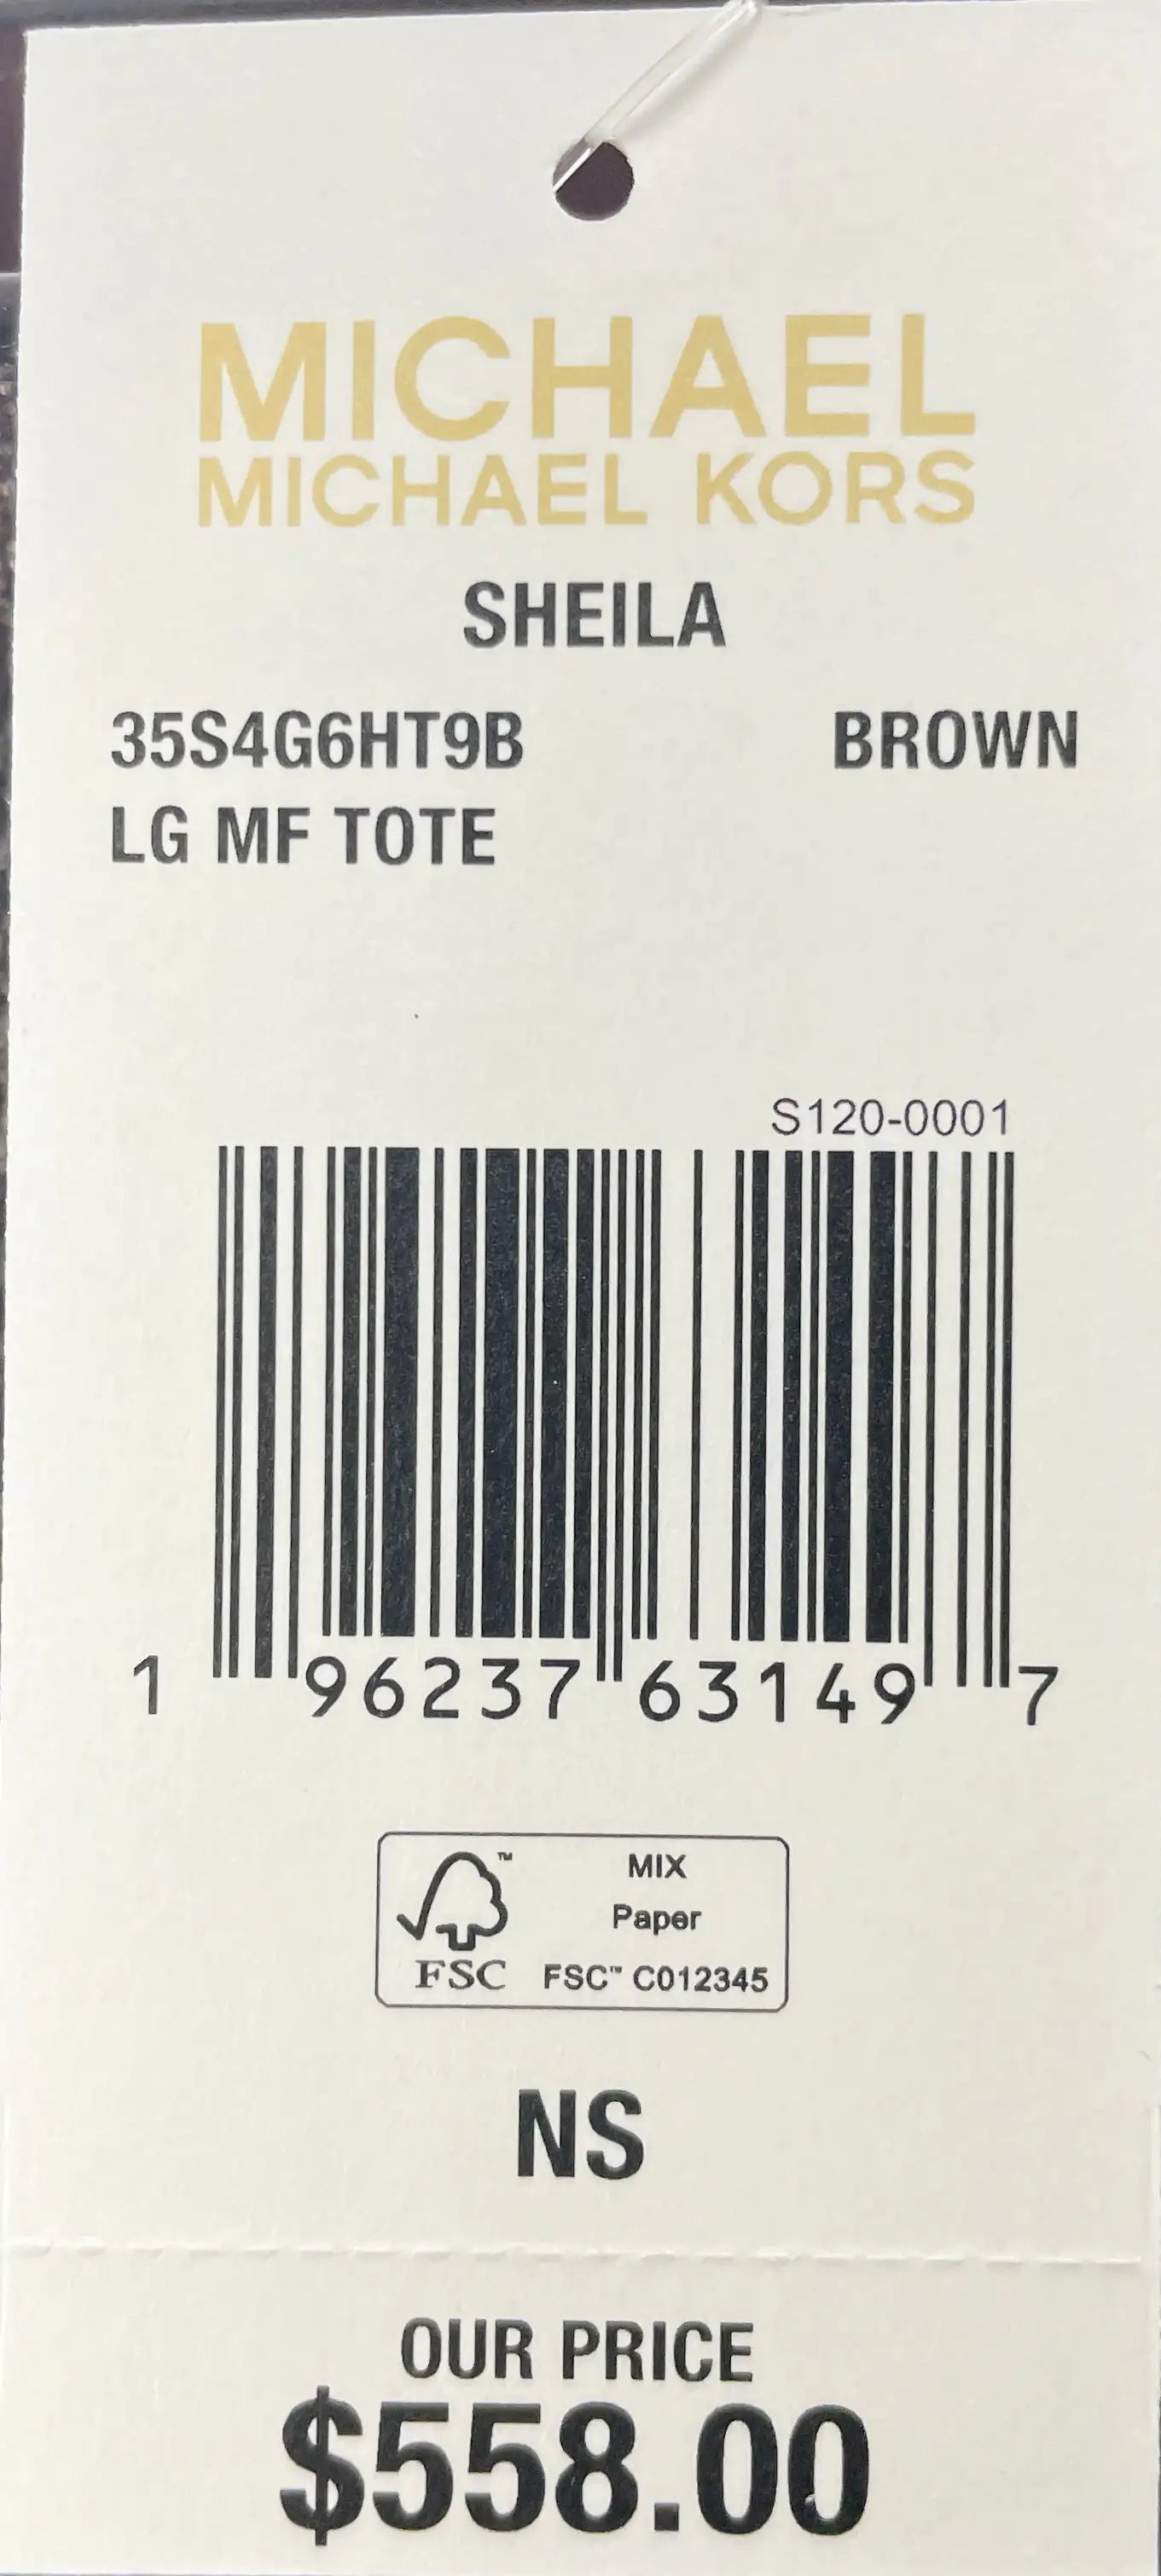 MICHAEL
MICHAEL KORS
SHEILA
35S4G6HT9B BROWN
LG MF TOTE
S120-0001
1 96237 63149 7
MIX
Paper
FSC™ C012345
™
FSC
NS
OUR PRICE
$558.00